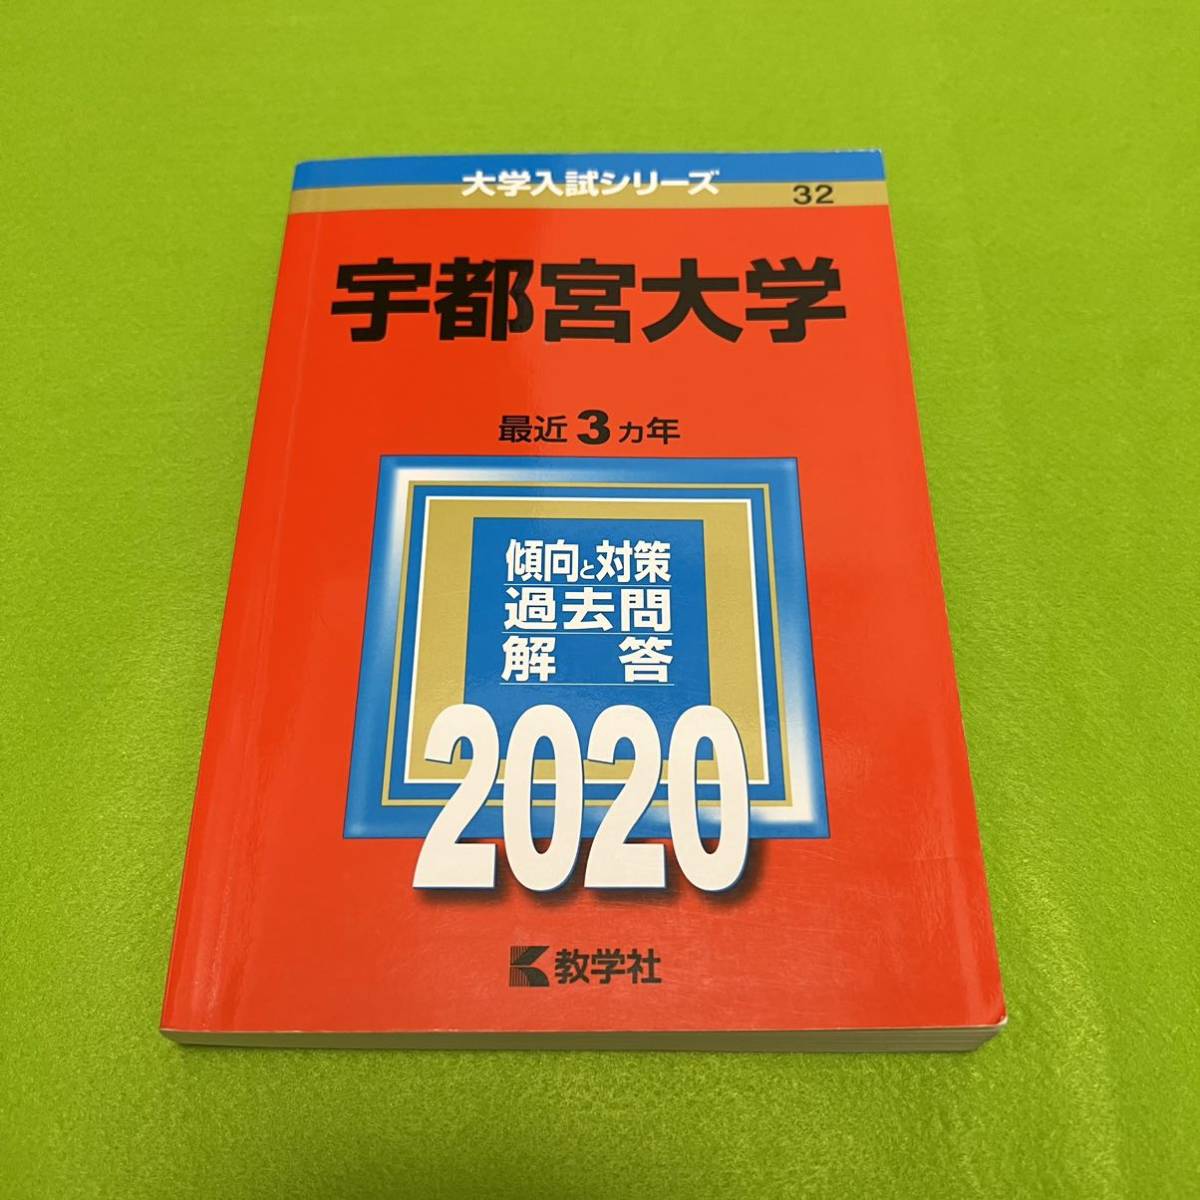 大学入試シリーズ
32
宇都宮大学
最近3ヵ年
傾向と対策
過去問
解答
2020
教学社